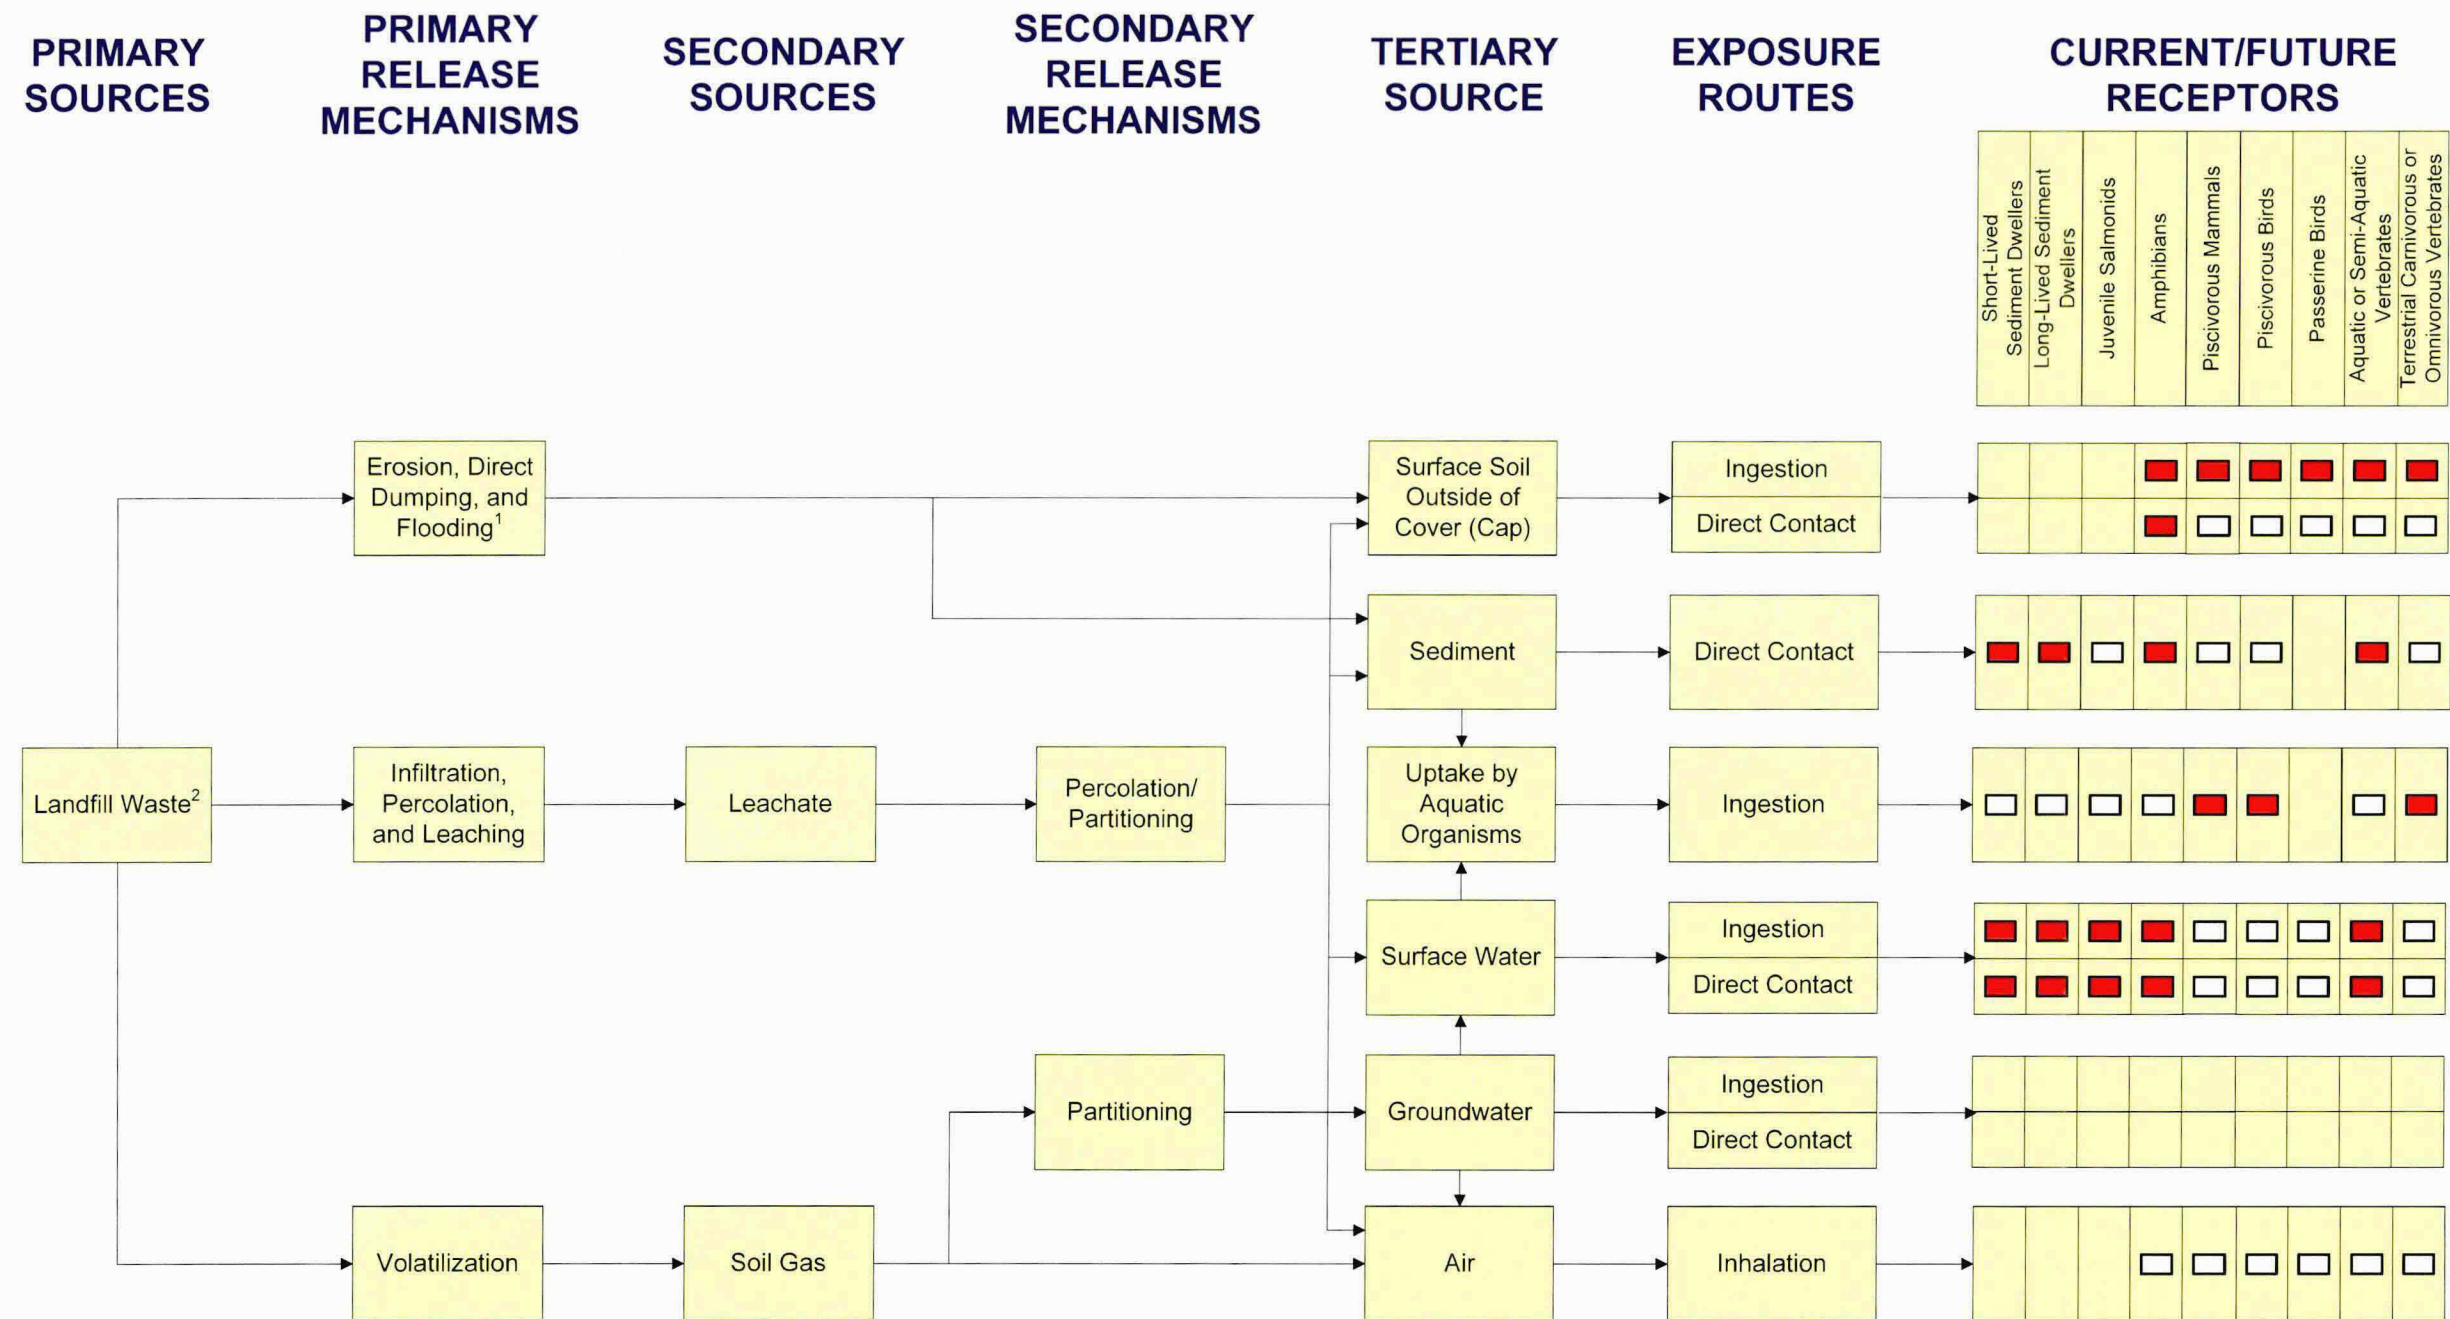 PRIMARY
SOURCES
PRIMARY
RELEASE
MECHANISMS
SECONDARY
SOURCES
SECONDARY
RELEASE
MECHANISMS
TERTIARY
SOURCE
EXPOSURE
ROUTES
CURRENT/FUTURE
RECEPTORS
Short-Lived
Sediment Dwellers
Long-Lived Sediment
Dwellers
Juvenile Salmonids
Amphibians
Piscivorous Mammals
Piscivorous Birds
Passerine Birds
Aquatic or Semi-Aquatic
Vertebrates
Terrestrial Carnivorous or
Omnivorous Vertebrates
Erosion, Direct
Dumping, and
Flooding¹
Surface Soil
Outside of
Cover (Cap)
Ingestion
Direct Contact
Sediment
Direct Contact
Landfill Waste²
Infiltration,
Percolation,
and Leaching
Leachate
Percolation/
Partitioning
Uptake by
Aquatic
Organisms
Ingestion
Surface Water
Ingestion
Direct Contact
Partitioning
Groundwater
Ingestion
Direct Contact
Volatilization
Soil Gas
Air
Inhalation